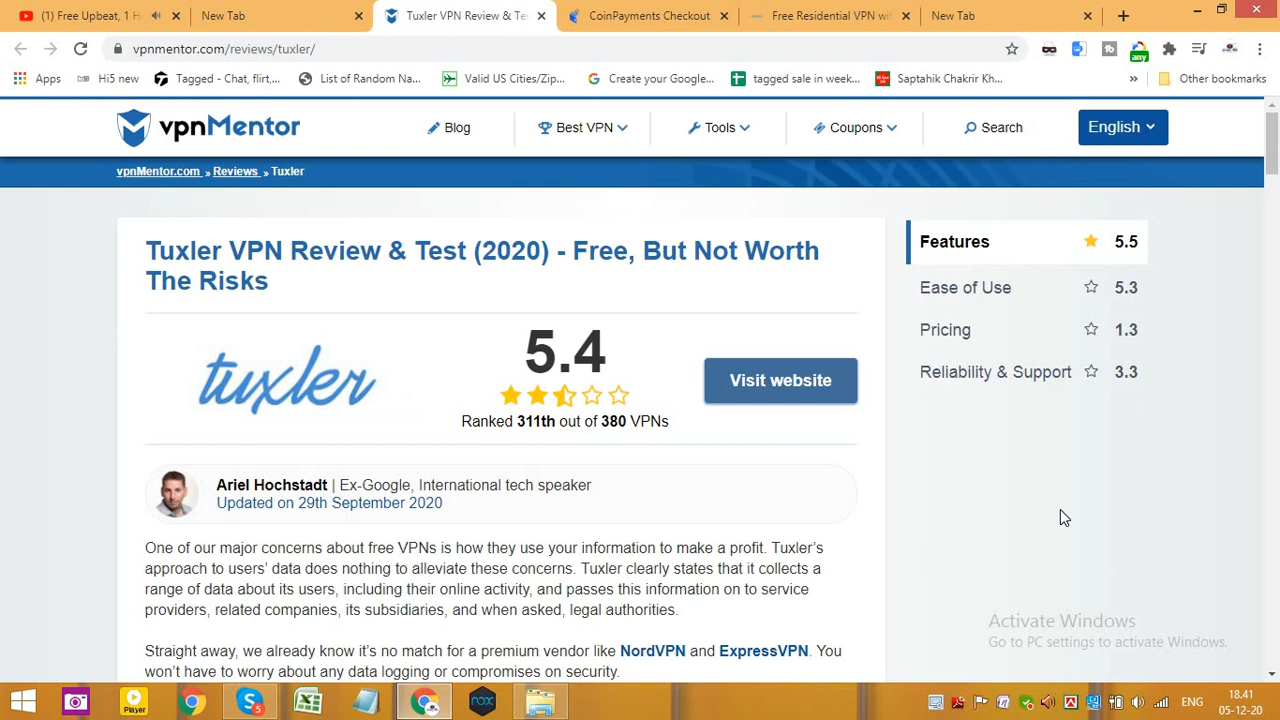 (1) Free Upbeat, 1 H
New Tab
Tuxler VPN Review & Te
CoinPayments Checkout
Free Residential VPN wi
New Tab
vpnmentor.com/reviews/tuxler/
any
Apps
Hi5 new
Tagged - Chat, flirt,...
List of Random Na...
Valid US Cities/Zip...
Create your Google...
tagged sale in week...
Saptahik Chakrir Kh...
»
Other bookmarks
vpnMentor
Blog
Best VPN
Tools
Coupons
Search
English
vpnMentor.com » Reviews » Tuxler
Tuxler VPN Review & Test (2020) - Free, But Not Worth
The Risks
tuxler
5.4
Ranked 311th out of 380 VPNs
Visit website
Features 5.5
Ease of Use 5.3
Pricing 1.3
Reliability & Support 3.3
Ariel Hochstadt | Ex-Google, International tech speaker
Updated on 29th September 2020
One of our major concerns about free VPNs is how they use your information to make a profit. Tuxler's
approach to users' data does nothing to alleviate these concerns. Tuxler clearly states that it collects a
range of data about its users, including their online activity, and passes this information on to service
providers, related companies, its subsidiaries, and when asked, legal authorities.
Straight away, we already know it's no match for a premium vendor like NordVPN and ExpressVPN. You
won't have to worry about any data logging or compromises on security.
Activate Windows
Go to PC settings to activate Windows.
Player
5
nox
ENG
18.41
05-12-20